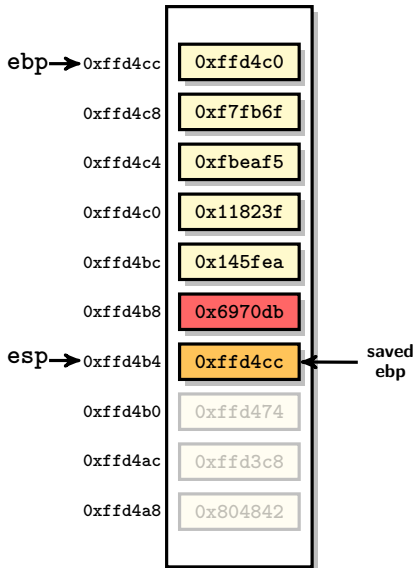 ebp 0xffd4cc 0xffd4c0
0xffd4c8 0xf7fb6f
0xffd4c4 0xfbeaf5
0xffd4c0 0x11823f
0xffd4bc 0x145fea
0xffd4b8 0x6970db
esp 0xffd4b4 0xffd4cc saved ebp
0xffd4b0 0xffd474
0xffd4ac 0xffd3c8
0xffd4a8 0x804842